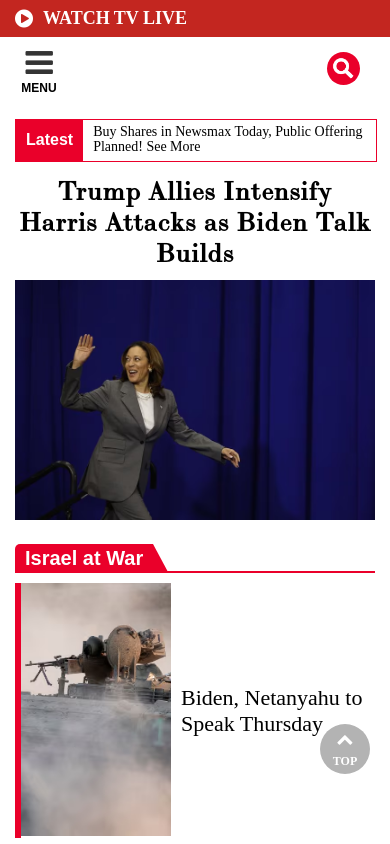 WATCH TV LIVE
MENU
Latest
Buy Shares in Newsmax Today, Public Offering
Planned! See More
Trump Allies Intensify
Harris Attacks as Biden Talk
Builds
Israel at War
Biden, Netanyahu to
Speak Thursday
TOP